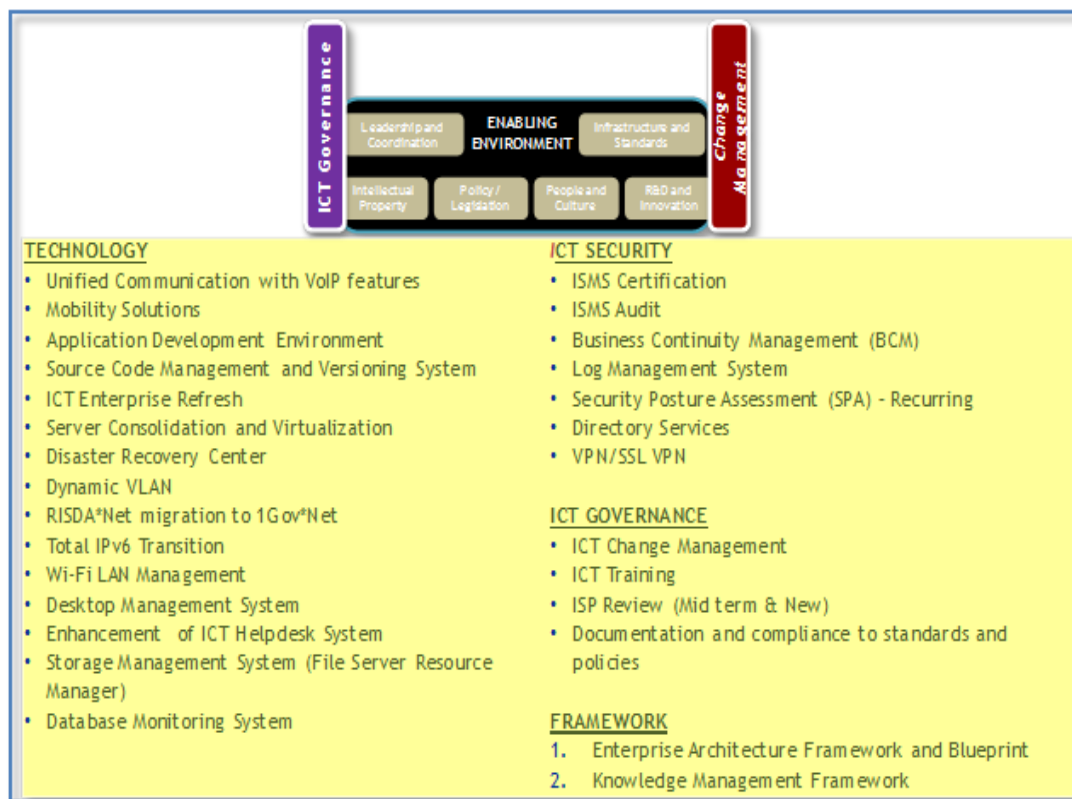 ICT Governance
Leadership and
Coordination
ENABLING
ENVIRONMENT
Infrastructure and
Standards
Intellectual
Property
Policy /
Legislation
People and
Culture
R&D and
Innovation
Change
Management
TECHNOLOGY
• Unified Communication with VoIP features
• Mobility Solutions
• Application Development Environment
• Source Code Management and Versioning System
• ICT Enterprise Refresh
• Server Consolidation and Virtualization
• Disaster Recovery Center
• Dynamic VLAN
• RISDA*Net migration to 1Gov*Net
• Total IPv6 Transition
• Wi-Fi LAN Management
• Desktop Management System
• Enhancement of ICT Helpdesk System
• Storage Management System (File Server Resource
Manager)
• Database Monitoring System
ICT SECURITY
• ISMS Certification
• ISMS Audit
• Business Continuity Management (BCM)
• Log Management System
• Security Posture Assessment (SPA) - Recurring
• Directory Services
• VPN/SSL VPN
ICT GOVERNANCE
• ICT Change Management
• ICT Training
• ISP Review (Mid term & New)
• Documentation and compliance to standards and
policies
FRAMEWORK
1. Enterprise Architecture Framework and Blueprint
2. Knowledge Management Framework